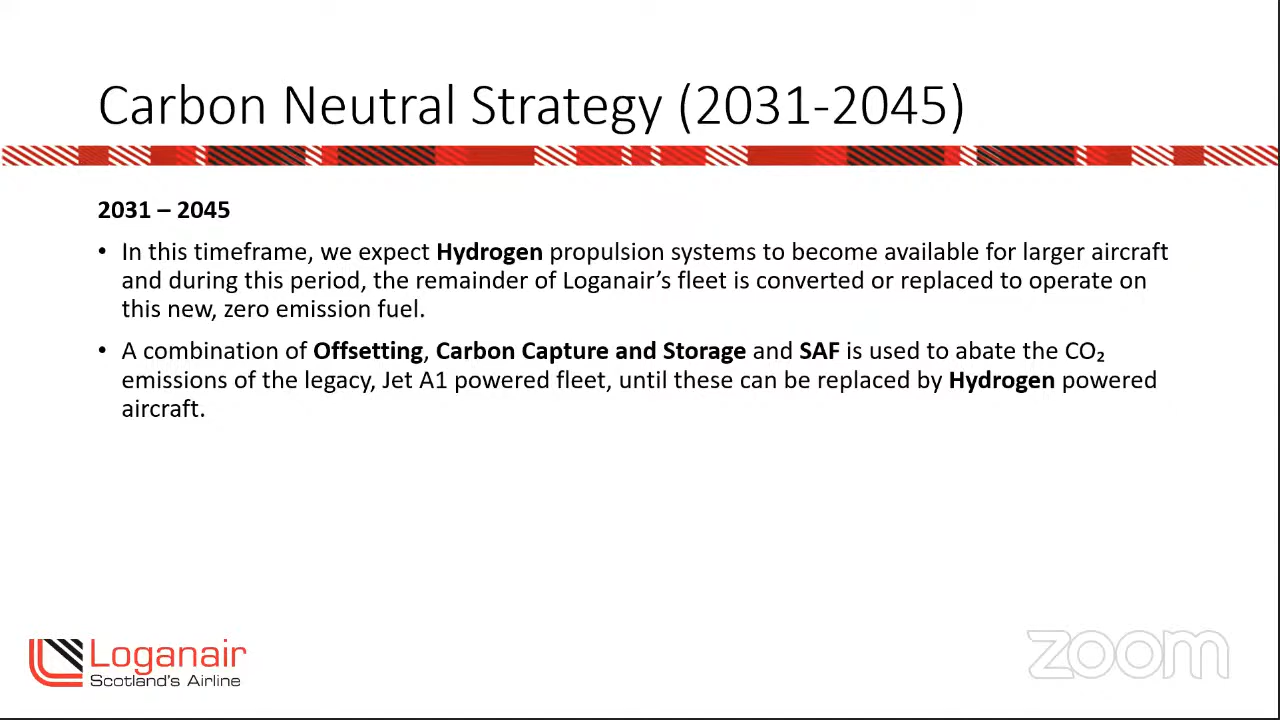 Carbon Neutral Strategy (2031-2045)
2031 – 2045
• In this timeframe, we expect Hydrogen propulsion systems to become available for larger aircraft
and during this period, the remainder of Loganair’s fleet is converted or replaced to operate on
this new, zero emission fuel.
• A combination of Offsetting, Carbon Capture and Storage and SAF is used to abate the CO₂
emissions of the legacy, Jet A1 powered fleet, until these can be replaced by Hydrogen powered
aircraft.
Loganair
Scotland's Airline
zoom